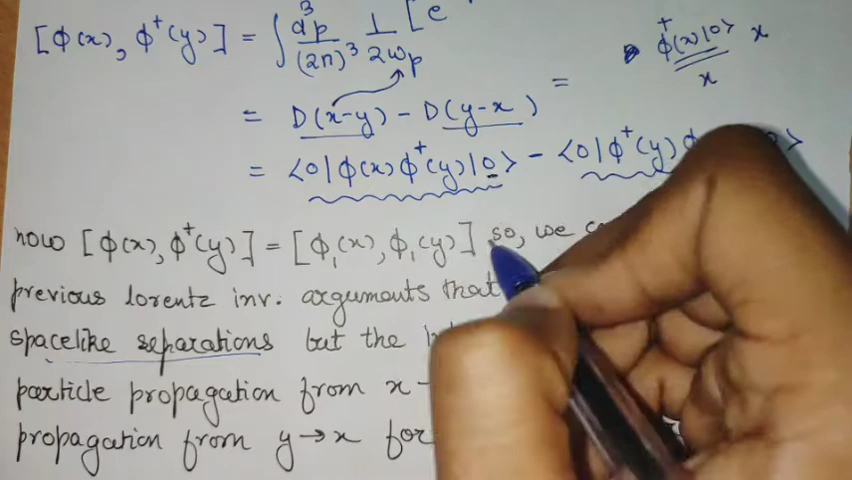 [ϕ(x), ϕ†(y)] = ∫ d³p/(2π)³ 1/2ωp [e
= D(x-y) - D(y-x) =
ϕ†(x)|0> x
x
= <0|ϕ(x)ϕ†(y)|0> - <0|ϕ†(y)ϕ
now [ϕ(x), ϕ†(y)] = [ϕ₁(x), ϕ₁(y)] so, we
previous lorentz inv. arguments that
spacelike separations but the
particle propagation from x →
propagation from y→x for